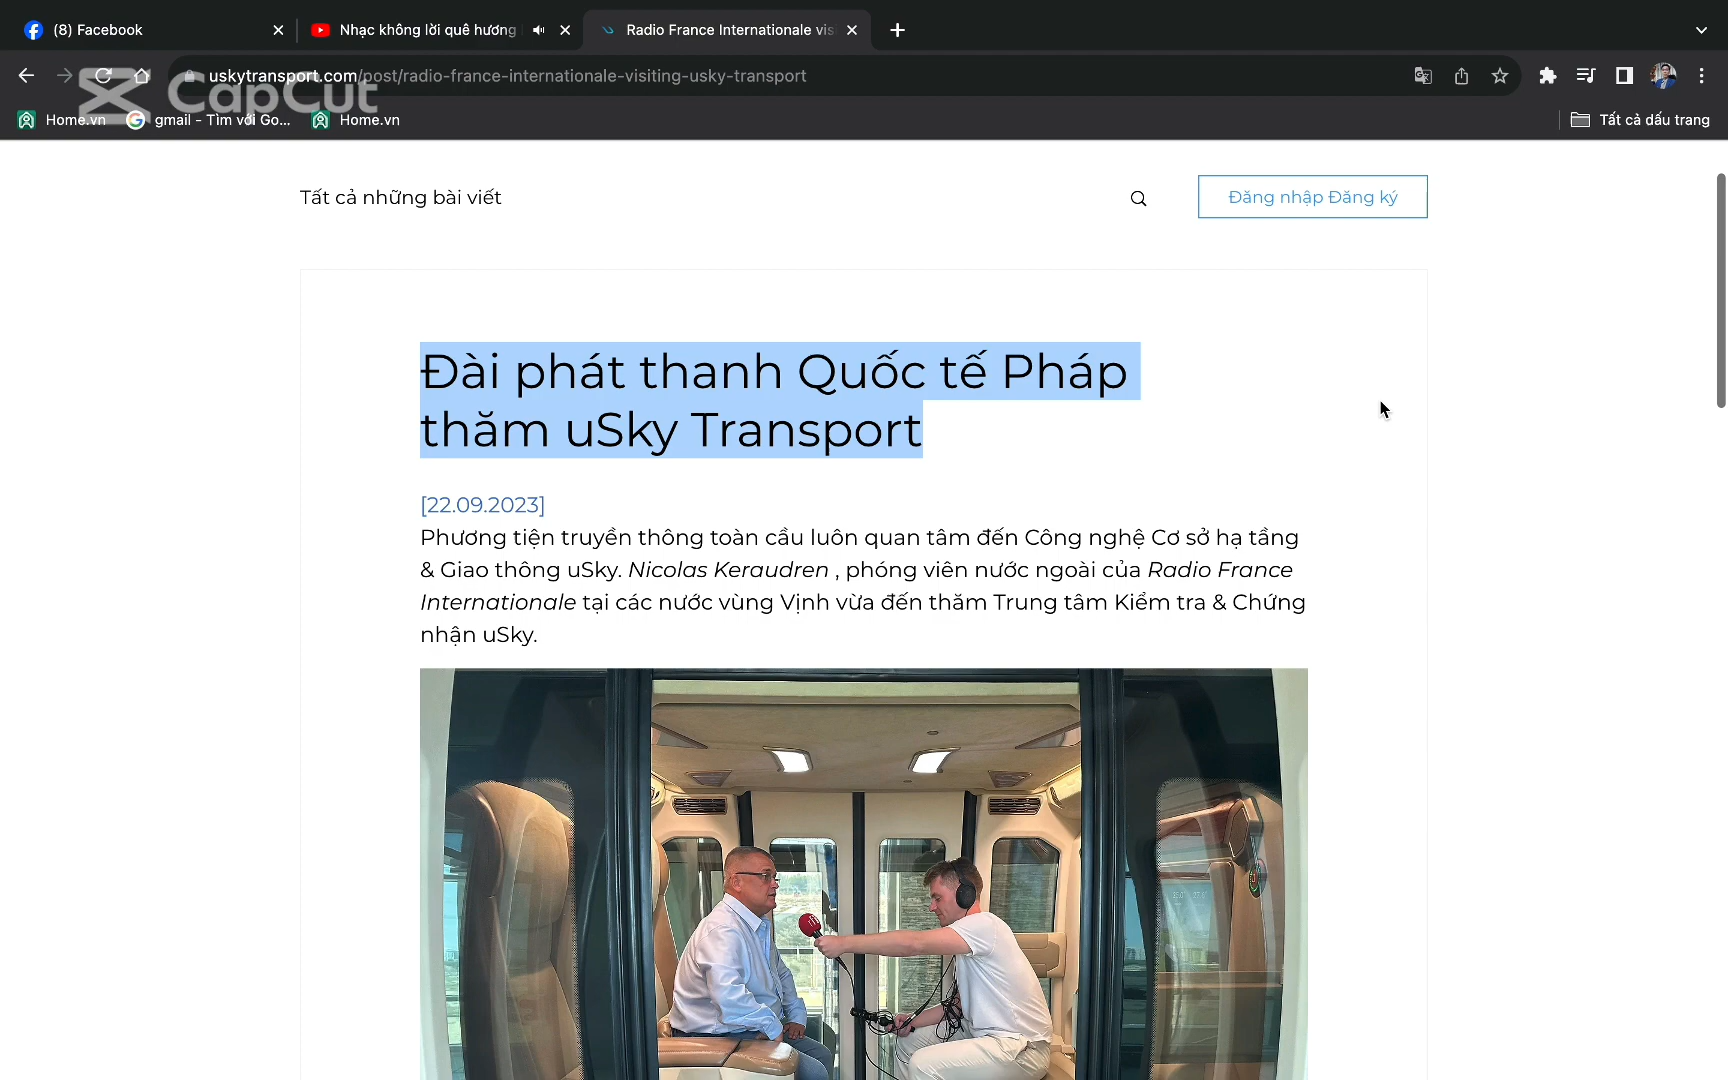 (8) Facebook
Nhạc không lời quê hương
Radio France Internationale vis
uskytransport.com/post/radio-france-internationale-visiting-usky-transport
CapCut
Home.vn
gmail - Tìm với Go...
Home.vn
Tất cả dấu trang
Tất cả những bài viết
Đăng nhập Đăng ký
Đài phát thanh Quốc tế Pháp
thăm uSky Transport
[22.09.2023]
Phương tiện truyền thông toàn cầu luôn quan tâm đến Công nghệ Cơ sở hạ tầng
& Giao thông uSky. Nicolas Keraudren , phóng viên nước ngoài của Radio France
Internationale tại các nước vùng Vịnh vừa đến thăm Trung tâm Kiểm tra & Chứng
nhận uSky.